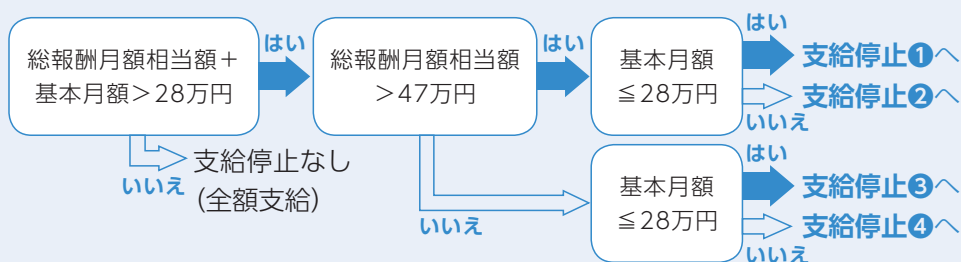 総報酬月額相当額＋
基本月額＞28万円
はい
総報酬月額相当額
＞47万円
はい
基本月額
≦28万円
はい
支給停止❶へ
支給停止❷へ
いいえ
いいえ
支給停止なし
(全額支給)
いいえ
基本月額
≦28万円
はい
支給停止❸へ
支給停止❹へ
いいえ